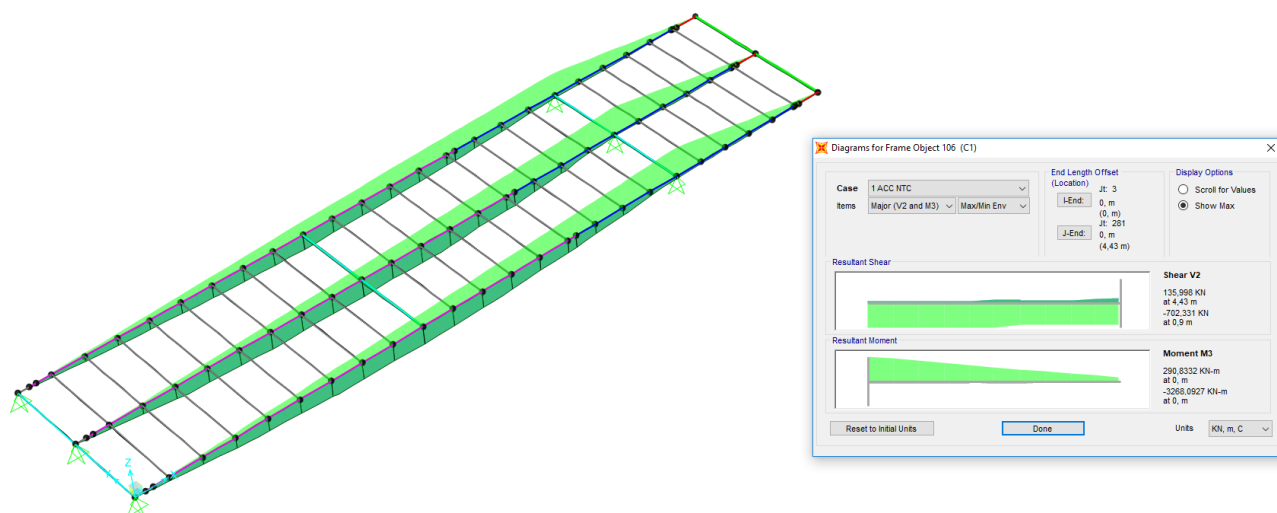 Diagrams for Frame Object 106 (C1)
Case
1 ACC NTC
Items
Major (V2 and M3)
Max/Min Env
End Length Offset
(Location)
I-End:
Jt: 3
0, m
(0, m)
J-End:
Jt: 281
0, m
(4,43 m)
Display Options
Scroll for Values
Show Max
Resultant Shear
Shear V2
135,998 KN
at 4,43 m
-702,331 KN
at 0,9 m
Resultant Moment
Moment M3
290,8332 KN-m
at 0, m
-3268,0927 KN-m
at 0, m
Reset to Initial Units
Done
Units
KN, m, C
Z